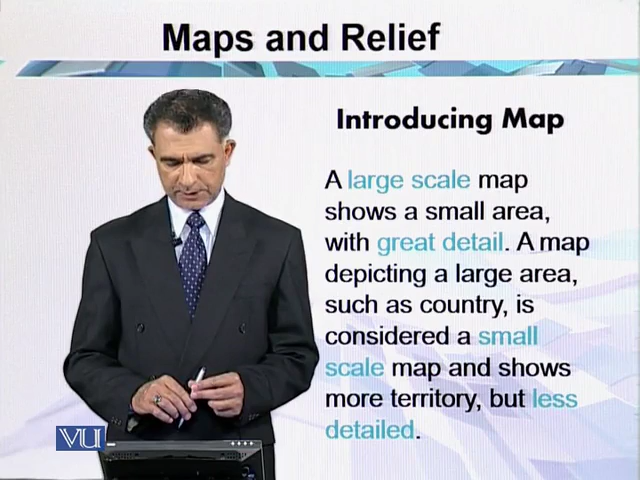 Maps and Relief
Introducing Map
A large scale map
shows a small area,
with great detail. A map
depicting a large area,
such as country, is
considered a small
scale map and shows
more territory, but less
detailed.
VU